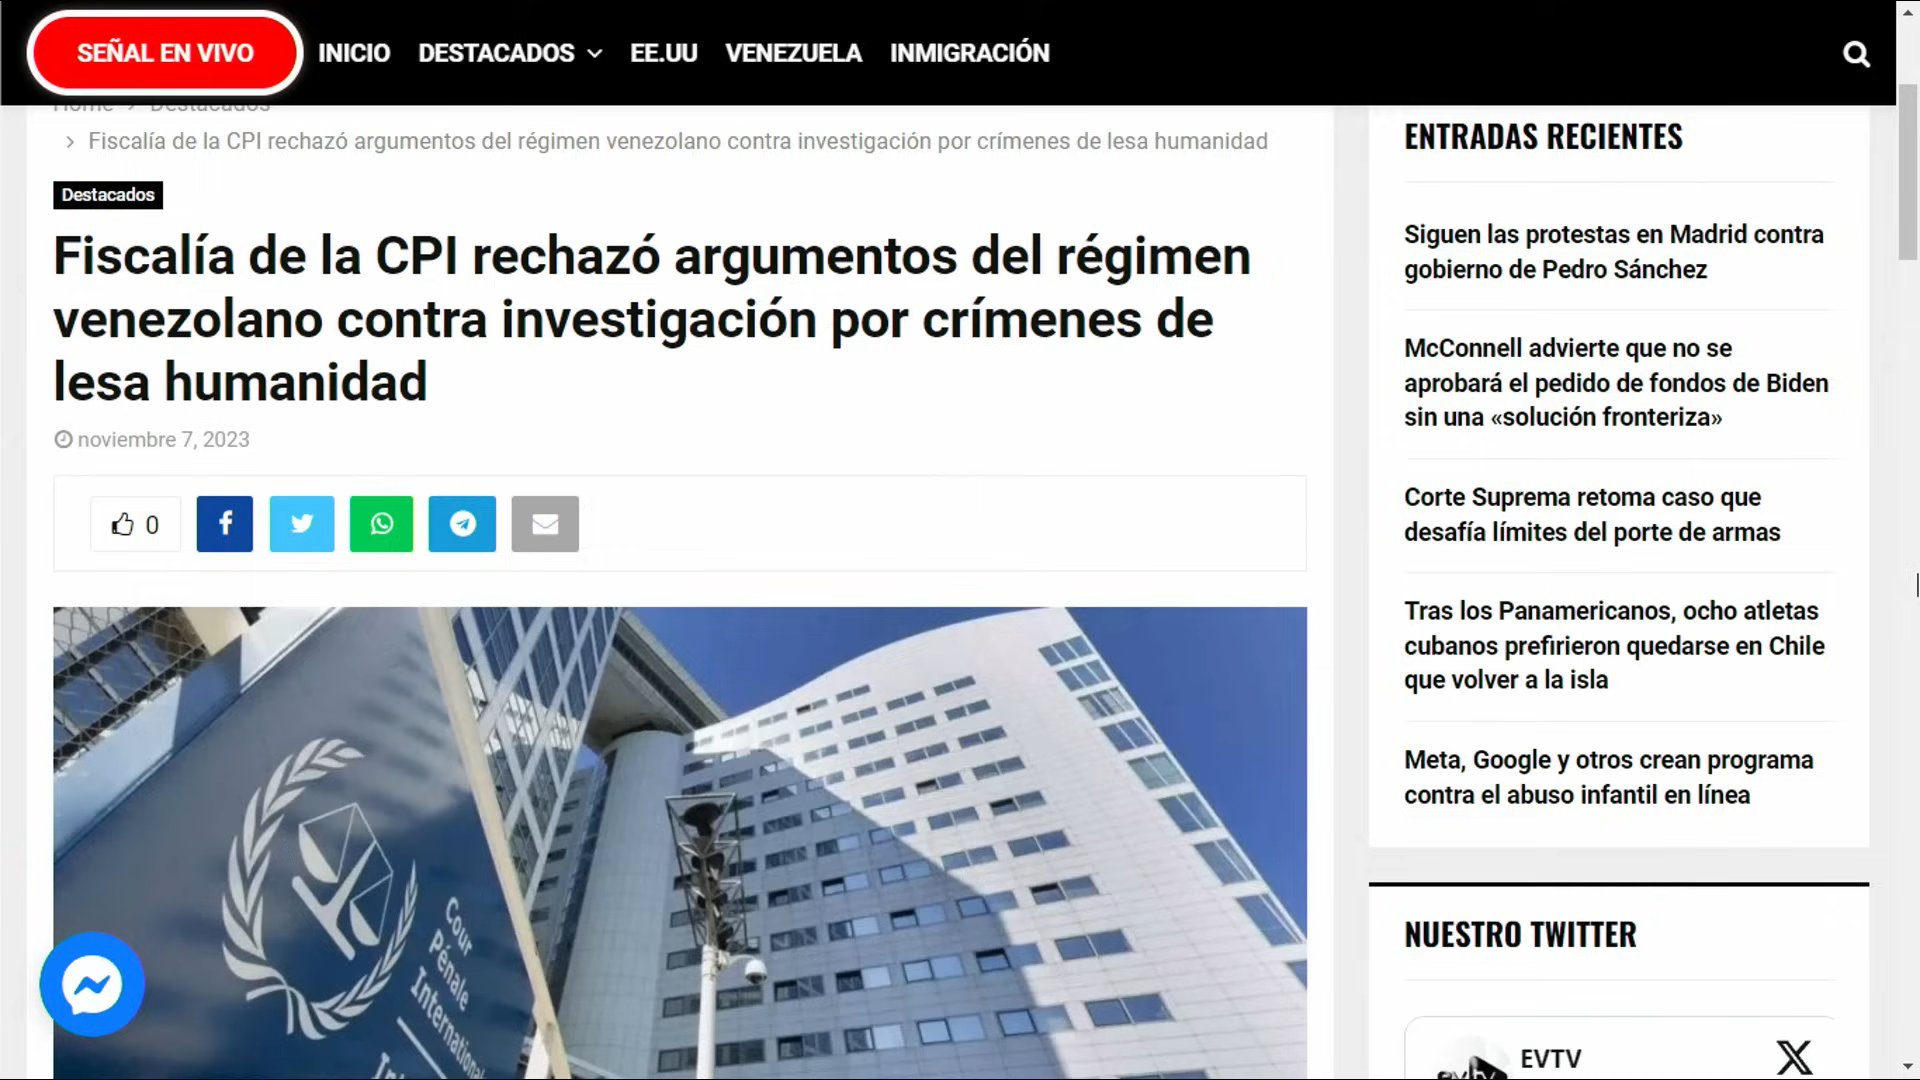 SEÑAL EN VIVO
INICIO
DESTACADOS
EE.UU
VENEZUELA
INMIGRACIÓN
Home > Destacados
> Fiscalía de la CPI rechazó argumentos del régimen venezolano contra investigación por crímenes de lesa humanidad
Destacados
Fiscalía de la CPI rechazó argumentos del régimen
venezolano contra investigación por crímenes de
lesa humanidad
noviembre 7, 2023
0
Cour
Pénale
Internationale
ENTRADAS RECIENTES
Siguen las protestas en Madrid contra
gobierno de Pedro Sánchez
McConnell advierte que no se
aprobará el pedido de fondos de Biden
sin una «solución fronteriza»
Corte Suprema retoma caso que
desafía límites del porte de armas
Tras los Panamericanos, ocho atletas
cubanos prefirieron quedarse en Chile
que volver a la isla
Meta, Google y otros crean programa
contra el abuso infantil en línea
NUESTRO TWITTER
EVTV